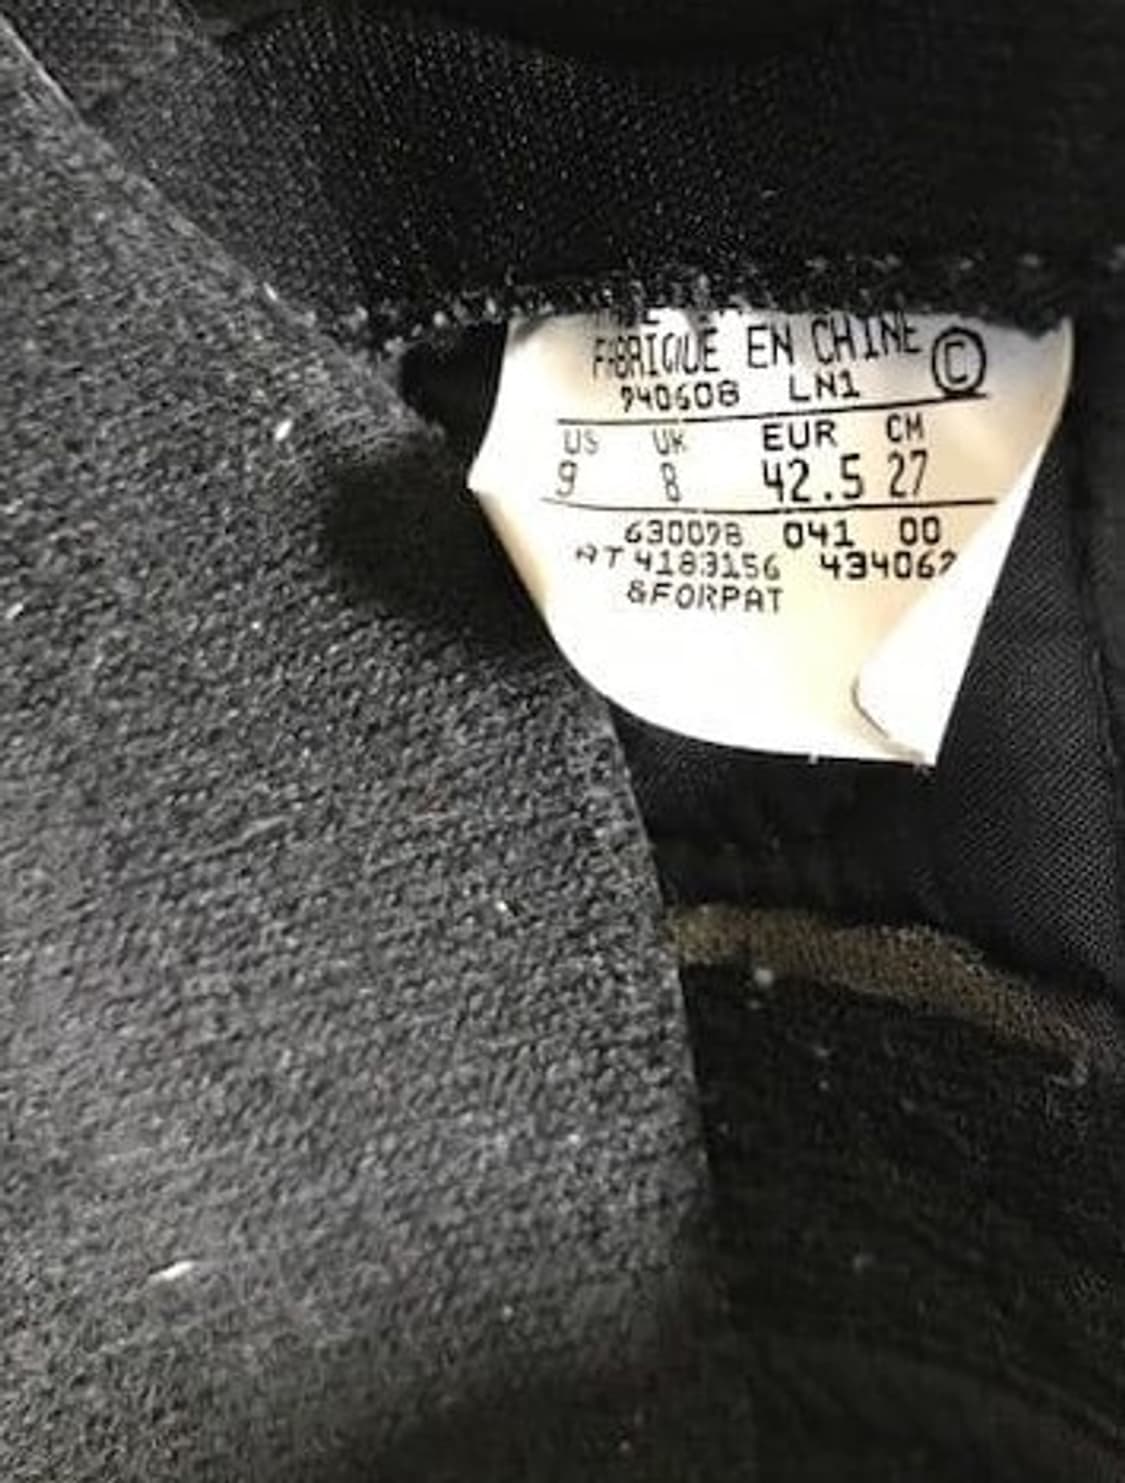 FABRIQUE EN CHINE ©
940608 LN1
US UK EUR CM
9 8 42.5 27
630098 041 00
4183156 434062
&FORPAT